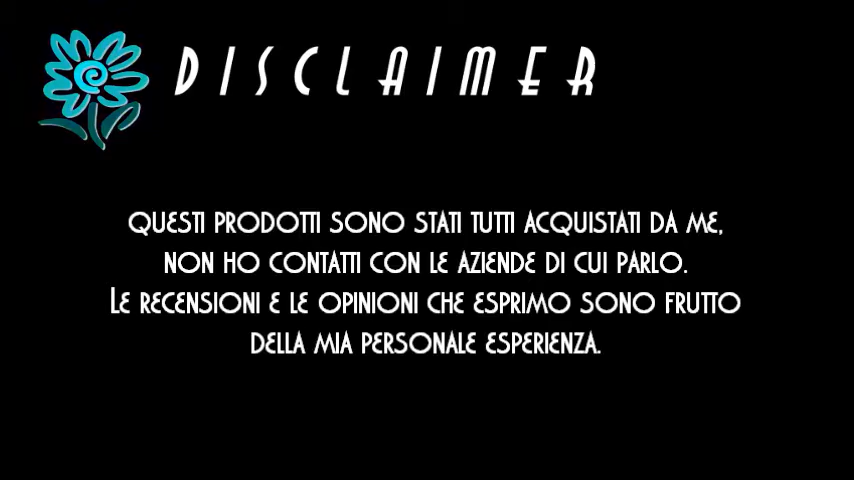 DISCLAIMER
QUESTI PRODOTTI SONO STATI TUTTI ACQUISTATI DA ME,
NON HO CONTATTI CON LE AZIENDE DI CUI PARLO.
LE RECENSIONI E LE OPINIONI CHE ESPRIMO SONO FRUTTO
DELLA MIA PERSONALE ESPERIENZA.